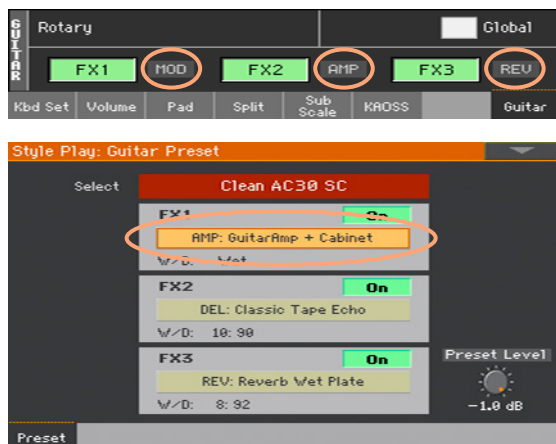 GUITAR
Rotary
Global
FX1 MOD FX2 AMP FX3 REV
Kbd Set Volume Pad Split Sub Scale KAOSS Guitar
Style Play: Guitar Preset
Select Clean AC30 SC
FX1 On
AMP: GuitarAmp + Cabinet
W/D: Wet
FX2 On
DEL: Classic Tape Echo
W/D: 10:90
FX3 On
Preset Level
REV: Reverb Wet Plate
W/D: 8:92
-1.0 dB
Preset